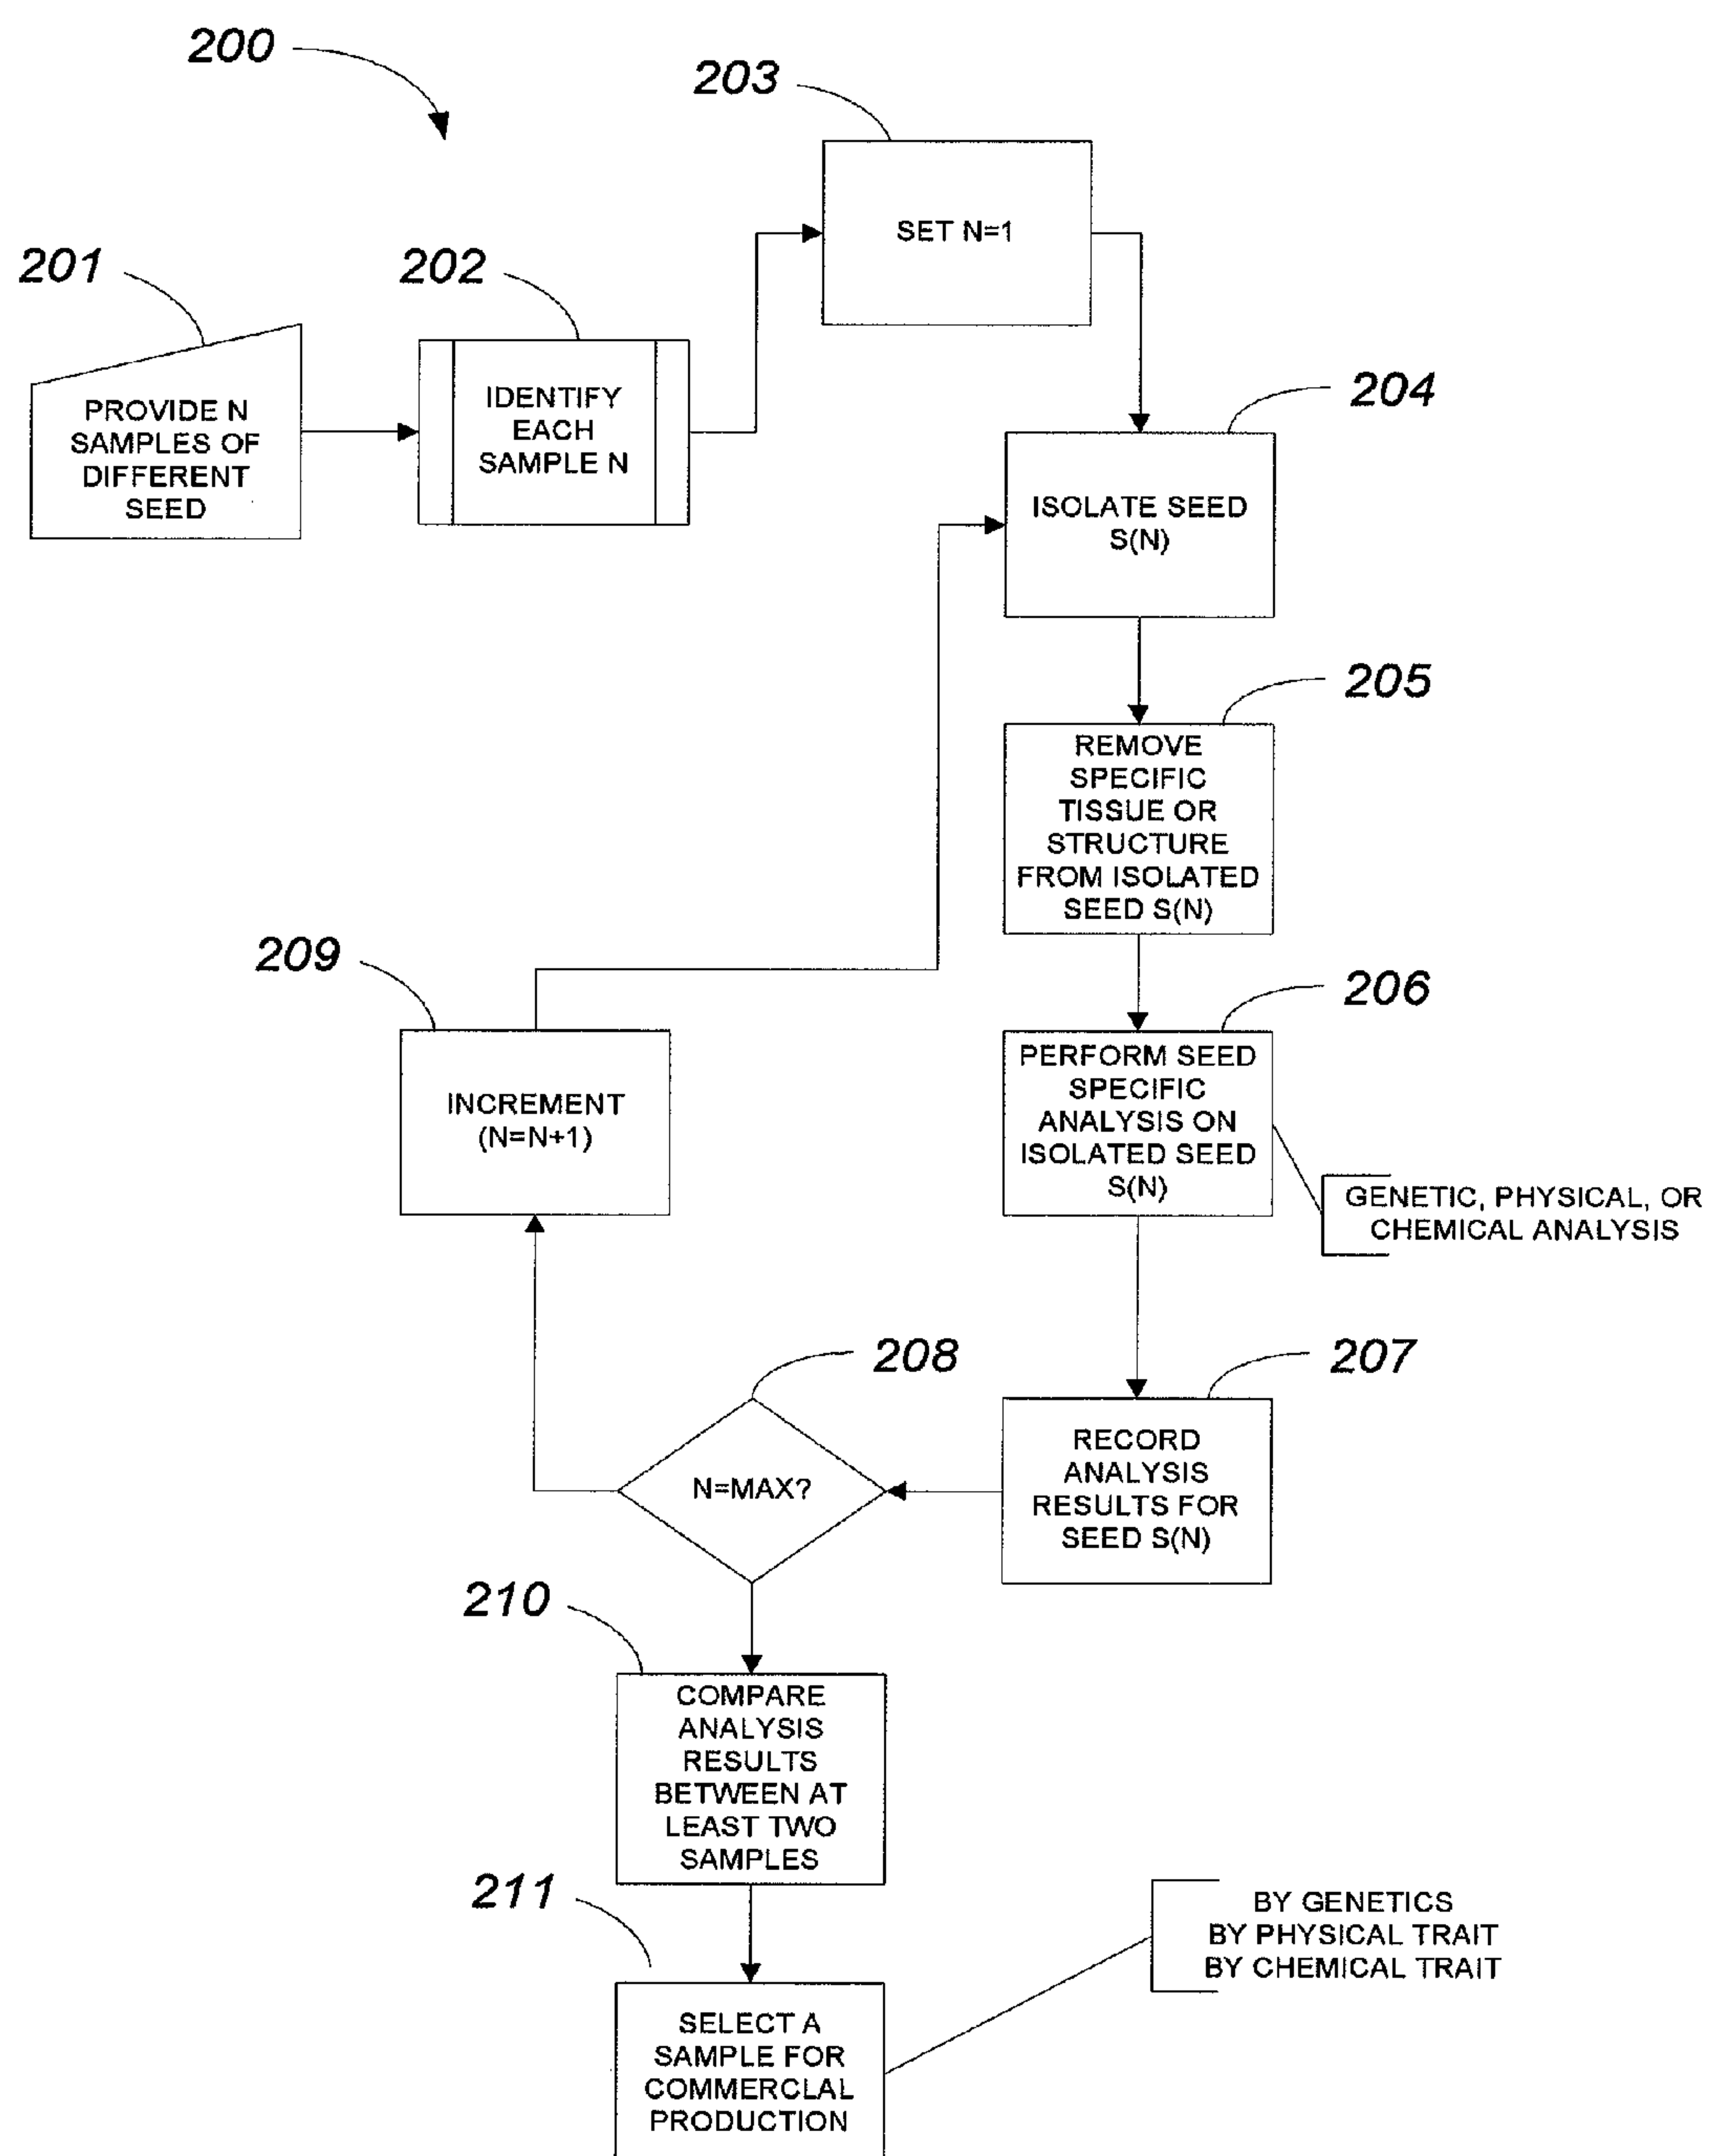 200
203
SET N=1
201
PROVIDE N
SAMPLES OF
DIFFERENT
SEED
202
IDENTIFY
EACH
SAMPLE N
204
ISOLATE SEED
S(N)
205
REMOVE
SPECIFIC
TISSUE OR
STRUCTURE
FROM ISOLATED
SEED S(N)
209
INCREMENT
(N=N+1)
206
PERFORM SEED
SPECIFIC
ANALYSIS ON
ISOLATED SEED
S(N)
GENETIC, PHYSICAL, OR
CHEMICAL ANALYSIS
208
N=MAX?
207
RECORD
ANALYSIS
RESULTS FOR
SEED S(N)
210
COMPARE
ANALYSIS
RESULTS
BETWEEN AT
LEAST TWO
SAMPLES
211
SELECT A
SAMPLE FOR
COMMERCLAL
PRODUCTION
BY GENETICS
BY PHYSICAL TRAIT
BY CHEMICAL TRAIT